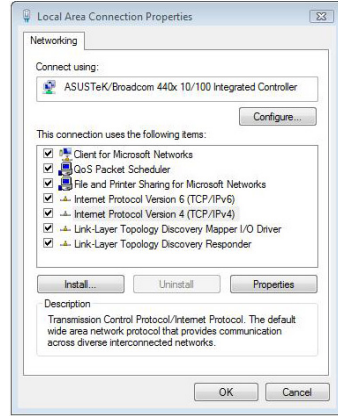 Local Area Connection Properties
Networking
Connect using:
ASUSTeK/Broadcom 440x 10/100 Integrated Controller
Configure...
This connection uses the following items:
Client for Microsoft Networks
QoS Packet Scheduler
File and Printer Sharing for Microsoft Networks
Internet Protocol Version 6 (TCP/IPv6)
Internet Protocol Version 4 (TCP/IPv4)
Link-Layer Topology Discovery Mapper I/O Driver
Link-Layer Topology Discovery Responder
Install... Uninstall Properties
Description
Transmission Control Protocol/Internet Protocol. The default
wide area network protocol that provides communication
across diverse interconnected networks.
OK Cancel